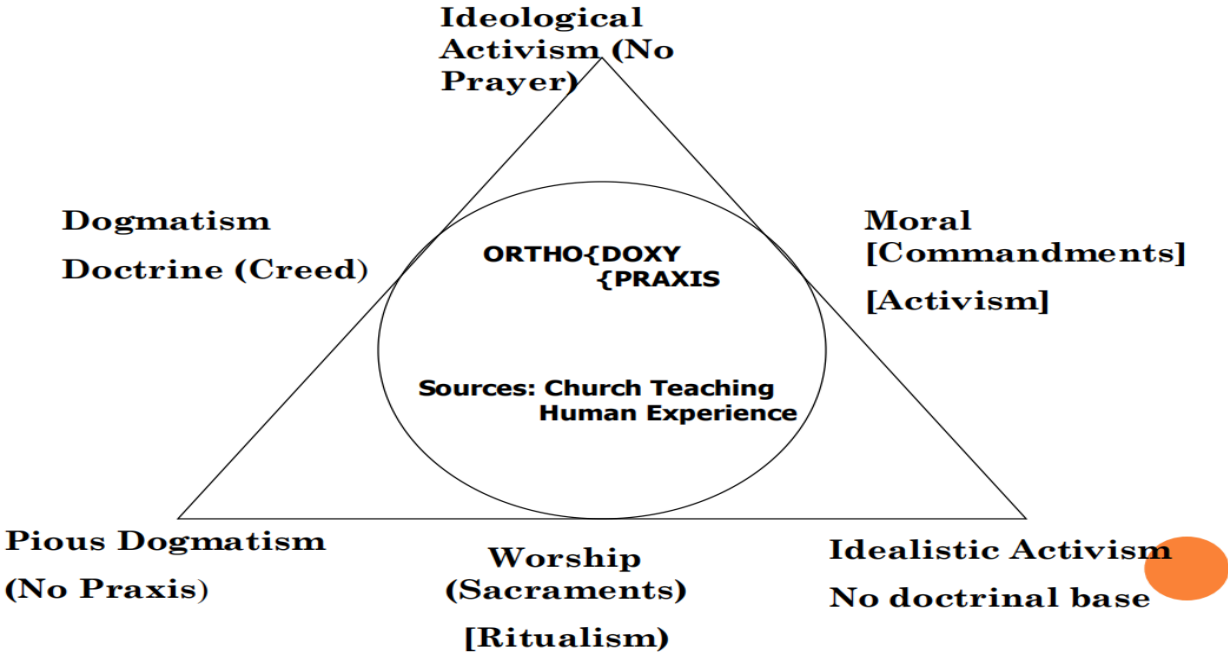 Ideological
Activism (No
Prayer)
Dogmatism
Doctrine (Creed)
Moral
[Commandments]
[Activism]
ORTHO{DOXY
{PRAXIS
Sources: Church Teaching
Human Experience
Pious Dogmatism
(No Praxis)
Worship
(Sacraments)
[Ritualism)
Idealistic Activism
No doctrinal base